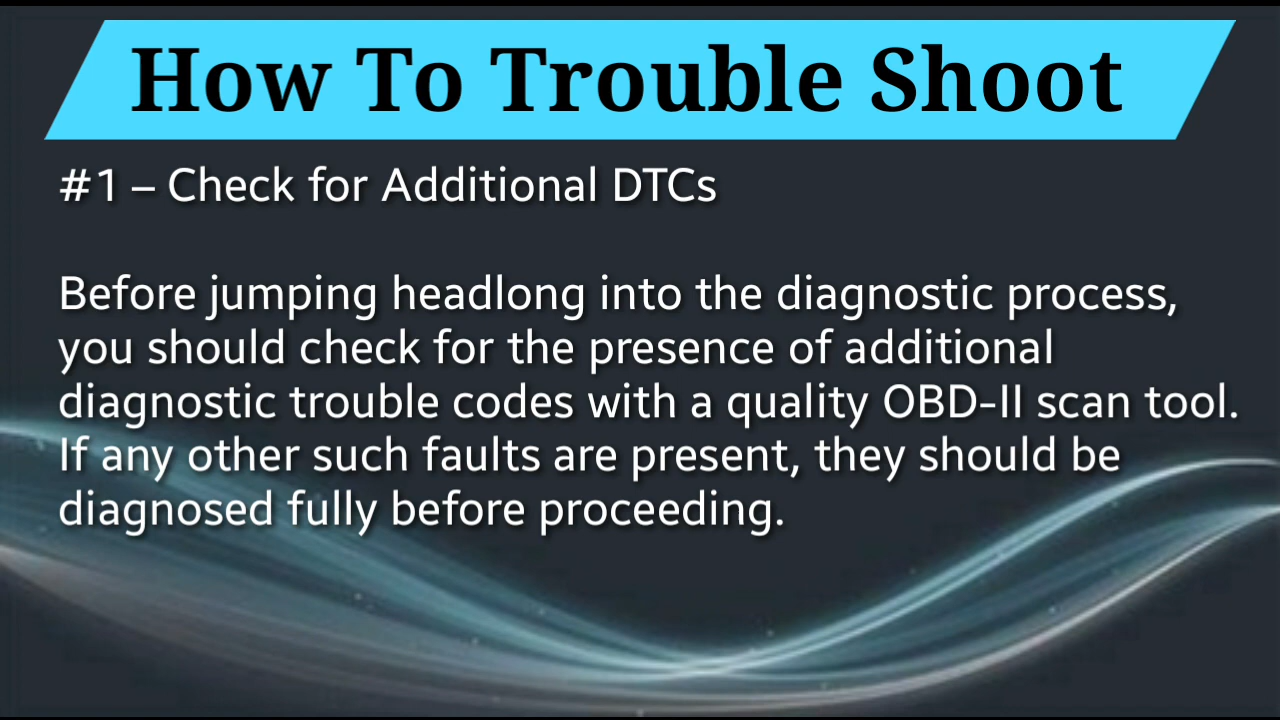 How To Trouble Shoot
#1 – Check for Additional DTCs
Before jumping headlong into the diagnostic process,
you should check for the presence of additional
diagnostic trouble codes with a quality OBD-II scan tool.
If any other such faults are present, they should be
diagnosed fully before proceeding.